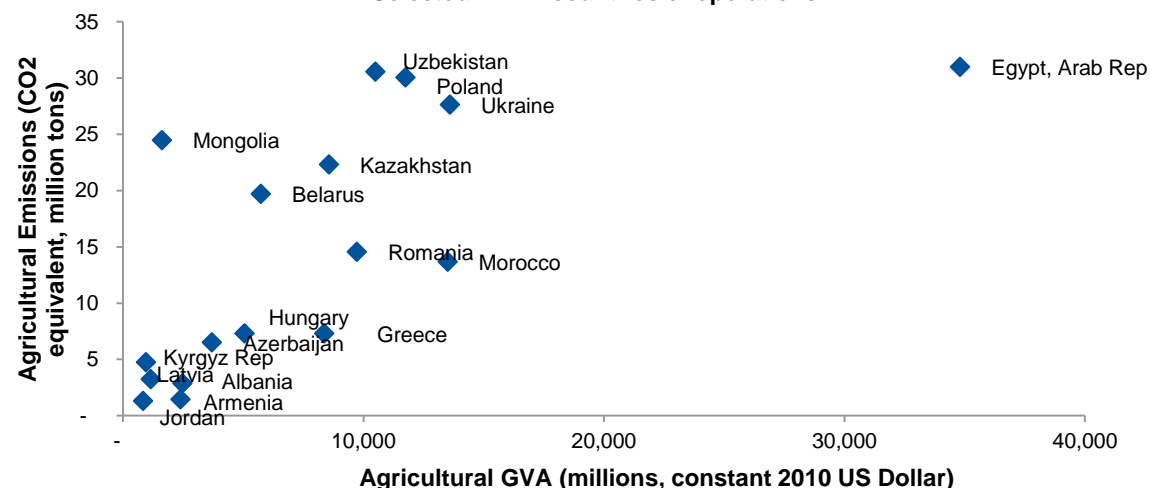 35
30
25
20
15
10
5
-
Agricultural Emissions (CO2
equivalent, million tons)
Uzbekistan
Poland
Ukraine
Egypt, Arab Rep
Mongolia
Kazakhstan
Belarus
Romania
Morocco
Hungary
Greece
Azerbaijan
Kyrgyz Rep
Latvia
Albania
Armenia
Jordan
-
10,000
20,000
30,000
40,000
Agricultural GVA (millions, constant 2010 US Dollar)